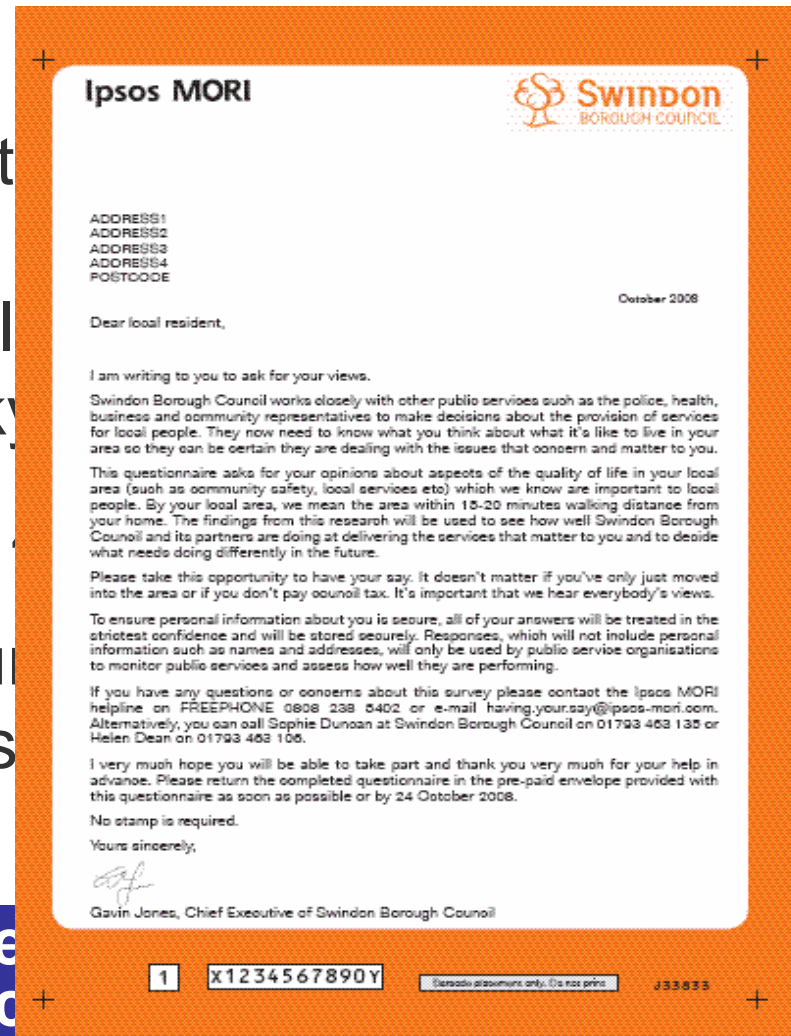 Ipsos MORI
Swindon
BOROUGH COUNCIL
ADDRESS1
ADDRESS2
ADDRESS3
ADDRESS4
POSTCODE
October 2008
Dear local resident,
I am writing to you to ask for your views.
Swindon Borough Council works closely with other public services such as the police, health,
business and community representatives to make decisions about the provision of services
for local people. They now need to know what you think about what it's like to live in your
area so they can be certain they are dealing with the issues that concern and matter to you.
This questionnaire asks for your opinions about aspects of the quality of life in your local
area (such as community safety, local services etc) which we know are important to local
people. By your local area, we mean the area within 15-20 minutes walking distance from
your home. The findings from this research will be used to see how well Swindon Borough
Council and its partners are doing at delivering the services that matter to you and to decide
what needs doing differently in the future.
Please take this opportunity to have your say. It doesn't matter if you've only just moved
into the area or if you don't pay council tax. It's important that we hear everybody's views.
To ensure personal information about you is secure, all of your answers will be treated in the
strictest confidence and will be stored securely. Responses, which will not include personal
information such as names and addresses, will only be used by public service organisations
to monitor public services and assess how well they are performing.
If you have any questions or concerns about this survey please contact the Ipsos MORI
helpline on FREEPHONE 0808 238 5402 or e-mail having.your.say@ipsos-mori.com.
Alternatively, you can call Sophie Duncan at Swindon Borough Council on 01793 463 135 or
Helen Dean on 01793 463 106.
I very much hope you will be able to take part and thank you very much for your help in
advance. Please return the completed questionnaire in the pre-paid envelope provided with
this questionnaire as soon as possible or by 24 October 2008.
No stamp is required.
Yours sincerely,
Gavin Jones, Chief Executive of Swindon Borough Council
1 X1234567890Y Barcode placement only. Do not print J33833